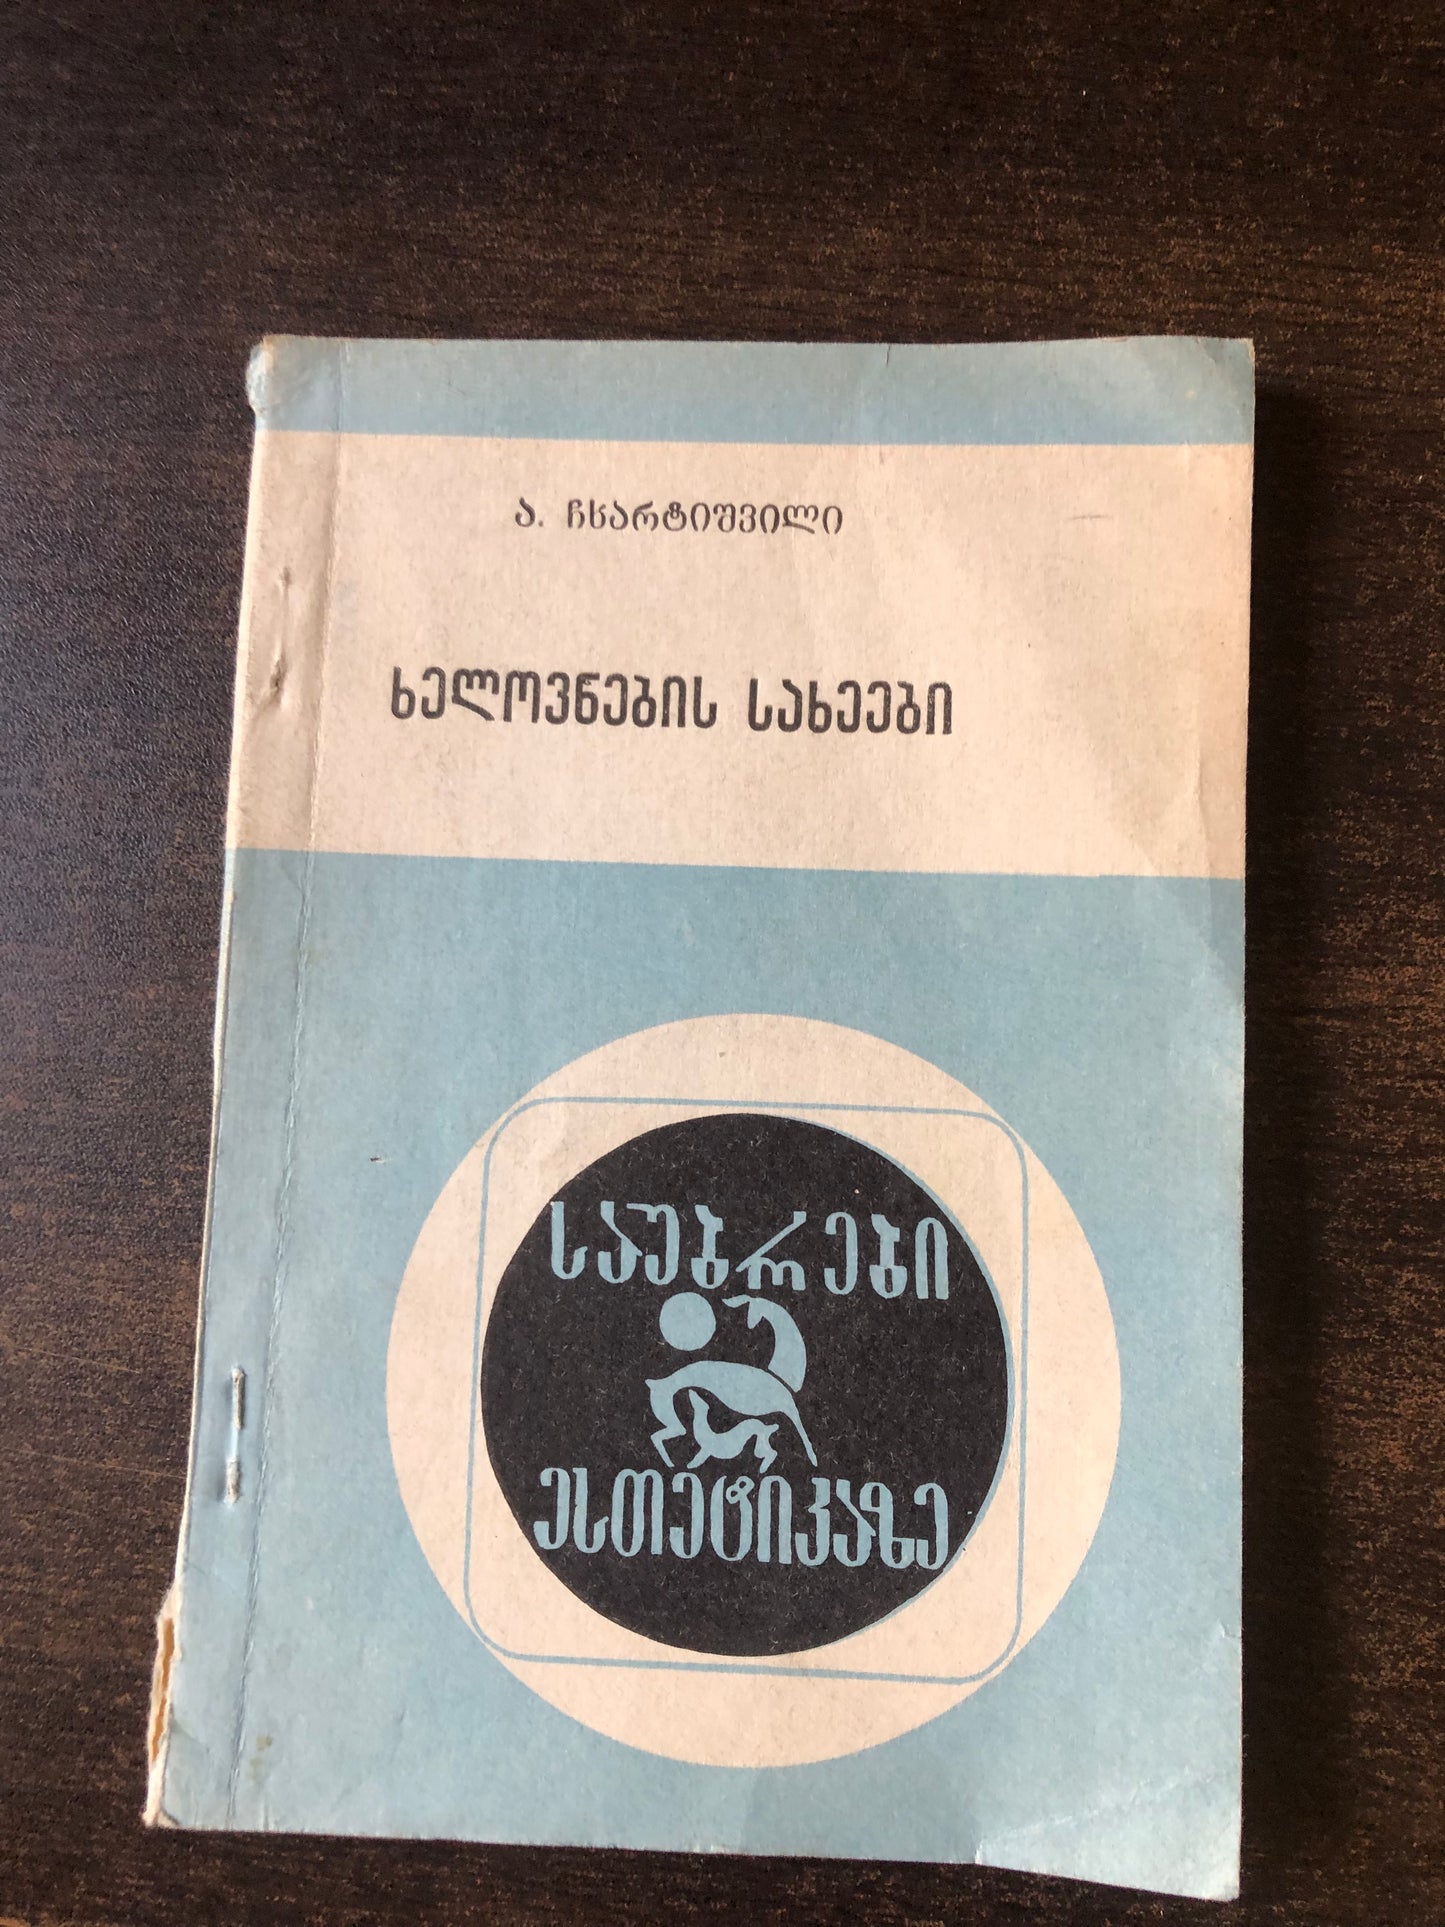 ა. ჩხარტიშვილი
ხელოვნების სახეები
საუბრები
ესთეტიკაზე